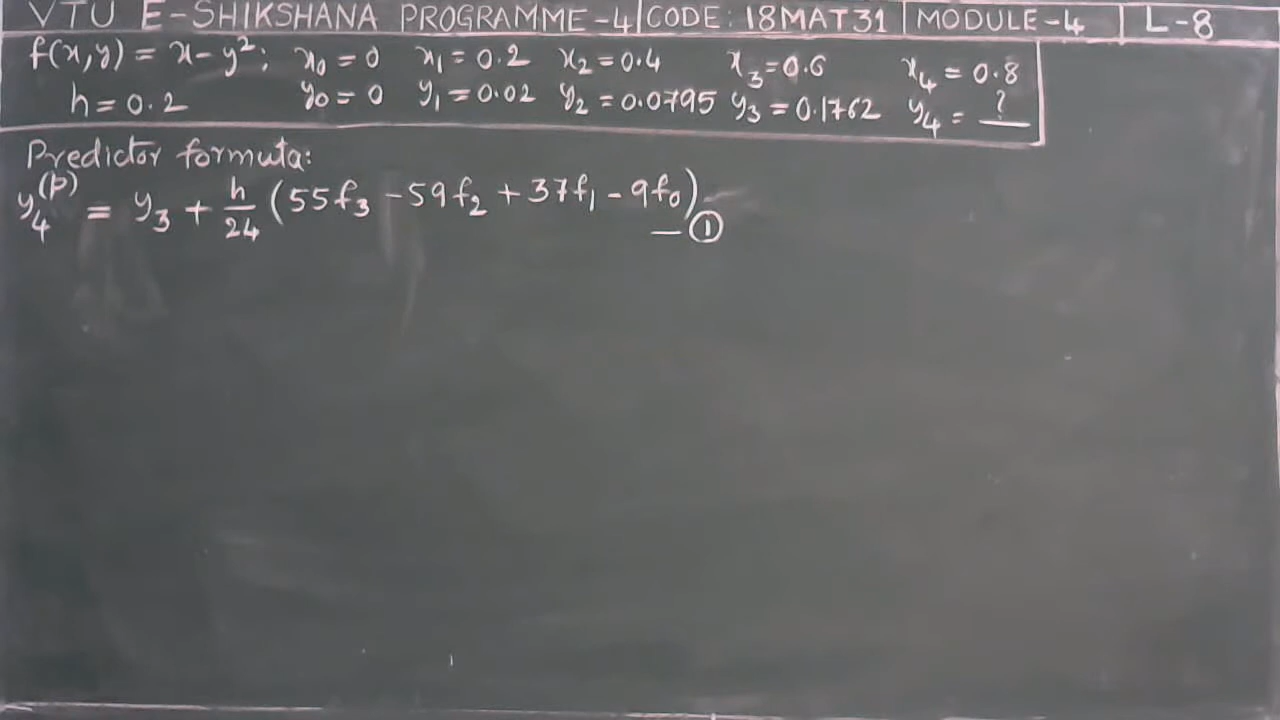 VTU E-SHIKSHANA PROGRAMME-4 | CODE: 18MAT31 | MODULE-4 | L-8
f(x,y) = x-y²; x₀=0 x₁=0.2 x₂=0.4 x₃=0.6 x₄=0.8
h=0.2 y₀=0 y₁=0.02 y₂=0.0795 y₃=0.1762 y₄=?
Predictor formula:
y₄⁽ᵖ⁾ = y₃ + h/24 (55f₃ - 59f₂ + 37f₁ - 9f₀)
—①